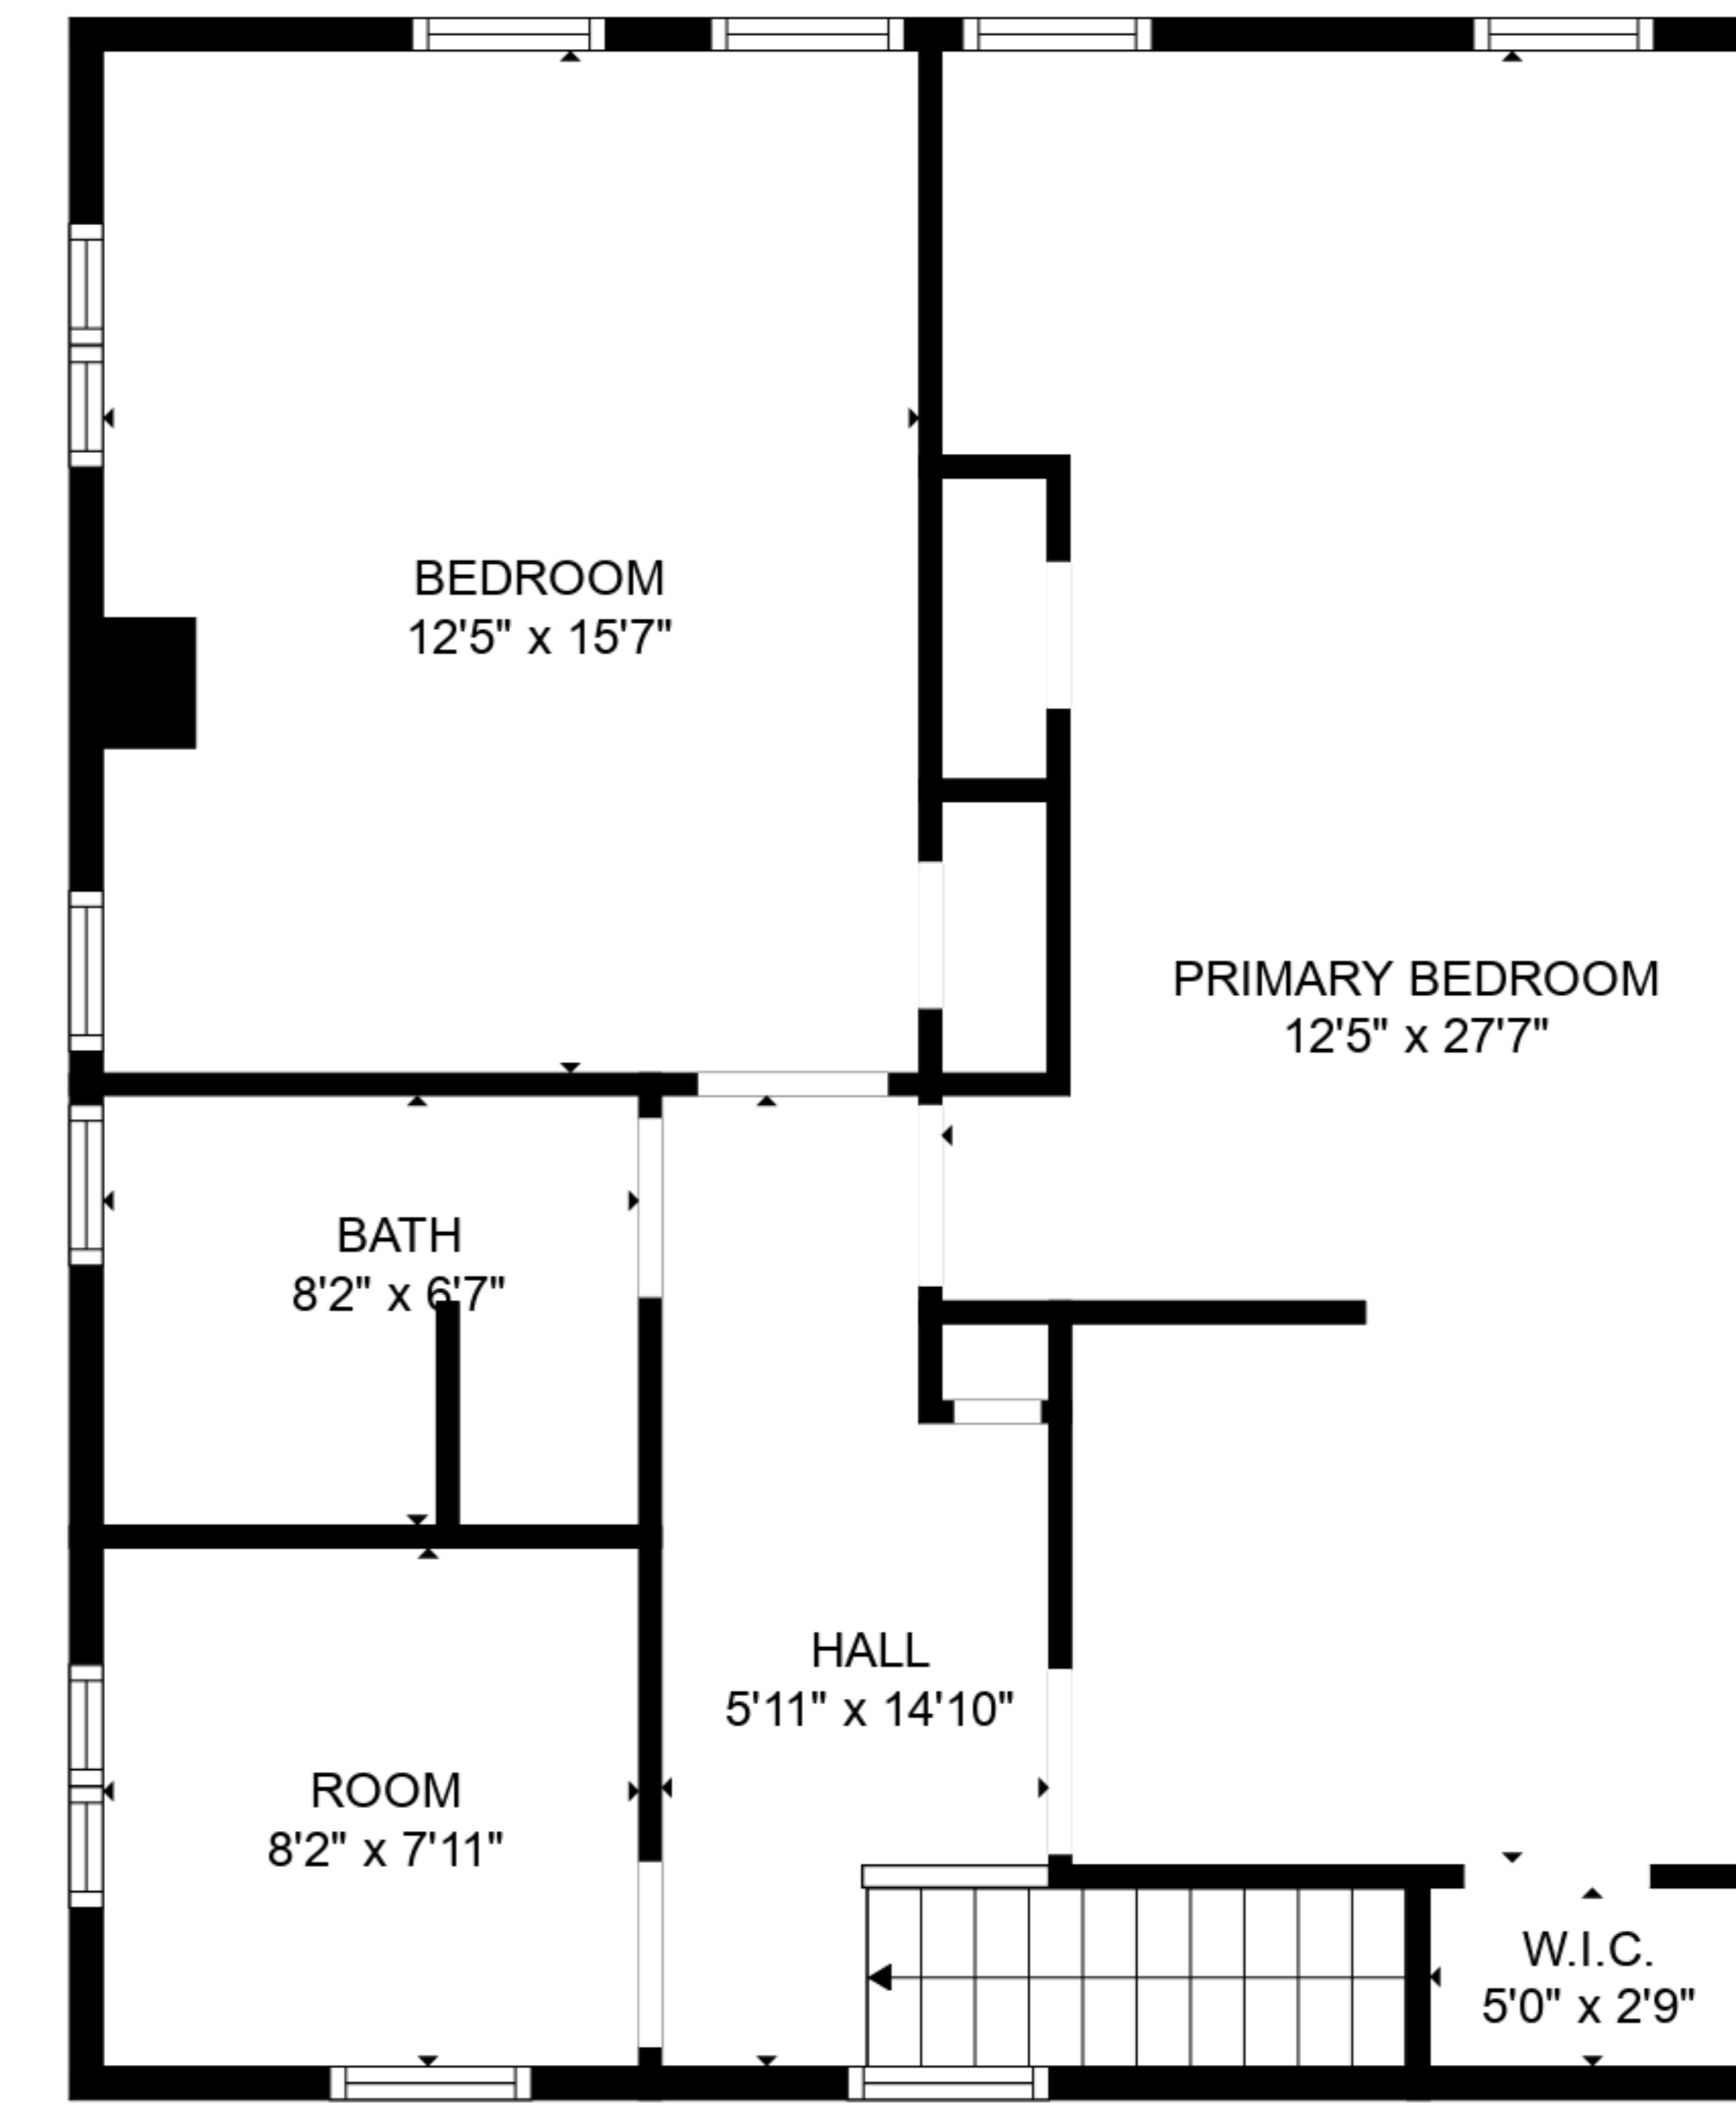 BEDROOM
12'5" x 15'7"
PRIMARY BEDROOM
12'5" x 27'7"
BATH
8'2" x 6'7"
HALL
5'11" x 14'10"
ROOM
8'2" x 7'11"
W.I.C.
5'0" x 2'9"